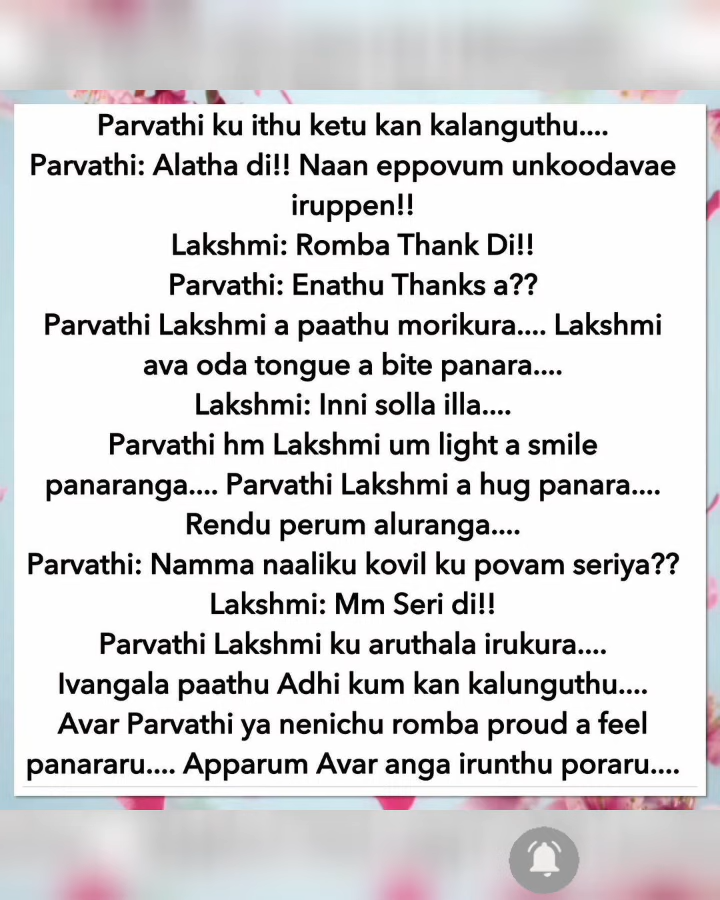 Parvathi ku ithu ketu kan kalanguthu....
Parvathi: Alatha di!! Naan eppovum unkoodavae
iruppen!!
Lakshmi: Romba Thank Di!!
Parvathi: Enathu Thanks a??
Parvathi Lakshmi a paathu morikura.... Lakshmi
ava oda tongue a bite panara....
Lakshmi: Inni solla illa....
Parvathi hm Lakshmi um light a smile
panaranga.... Parvathi Lakshmi a hug panara....
Rendu perum aluranga....
Parvathi: Namma naaliku kovil ku povam seriya??
Lakshmi: Mm Seri di!!
Parvathi Lakshmi ku aruthala irukura....
Ivangala paathu Adhi kum kan kalunguthu....
Avar Parvathi ya nenichu romba proud a feel
panararu.... Apparum Avar anga irunthu poraru....